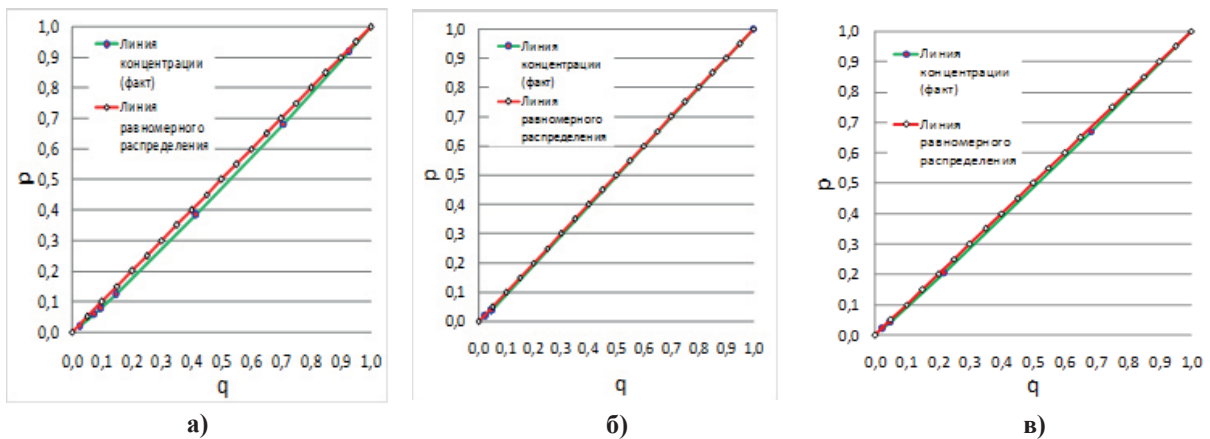 1,0
0,9
0,8
0,7
0,6
0,5
0,4
0,3
0,2
0,1
0,0
p
Линия
концентрации
(факт)
Линия
равномерного
распределения
0,0 0,1 0,2 0,3 0,4 0,5 0,6 0,7 0,8 0,9 1,0
q
а)
1,0
0,9
0,8
0,7
0,6
0,5
0,4
0,3
0,2
0,1
0,0
p
Линия
концентрации
(факт)
Линия
равномерного
распределения
0,0 0,1 0,2 0,3 0,4 0,5 0,6 0,7 0,8 0,9 1,0
q
б)
1,0
0,9
0,8
0,7
0,6
0,5
0,4
0,3
0,2
0,1
0,0
p
Линия
концентрации
(факт)
Линия
равномерного
распределения
0,0 0,1 0,2 0,3 0,4 0,5 0,6 0,7 0,8 0,9 1,0
q
в)